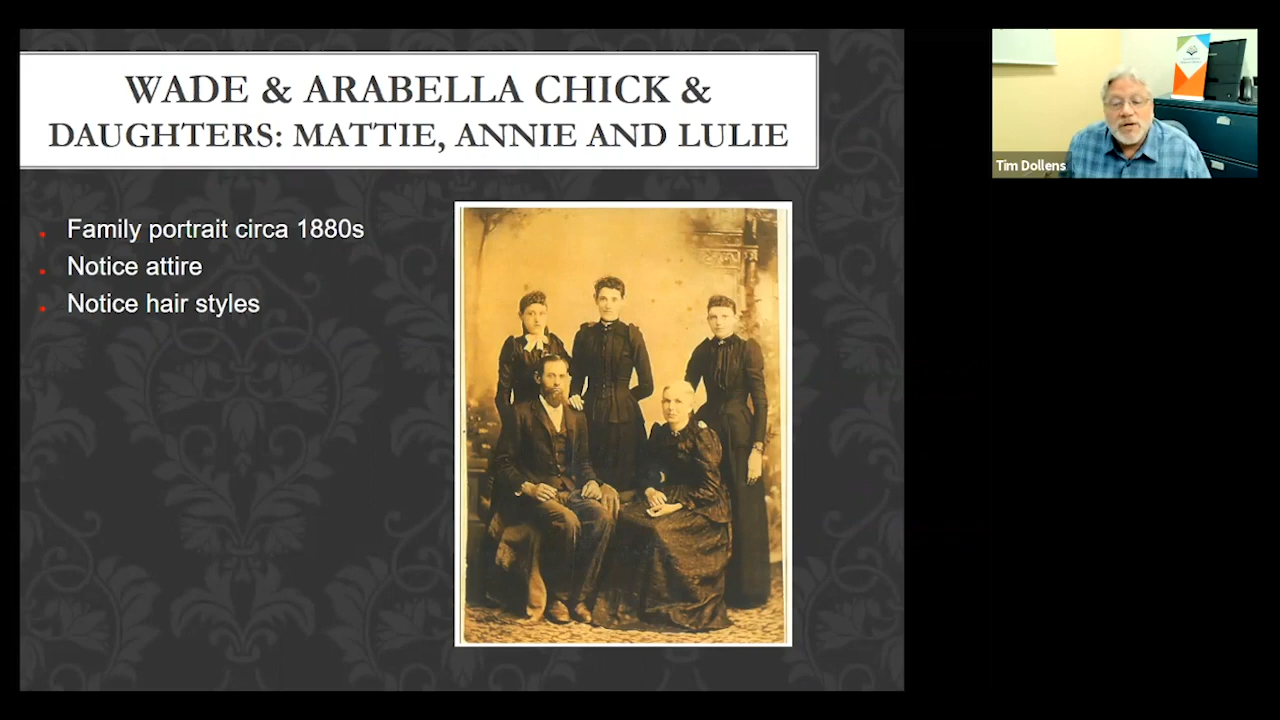 WADE & ARABELLA CHICK &
DAUGHTERS: MATTIE, ANNIE AND LULIE
Family portrait circa 1880s
Notice attire
Notice hair styles
Tim Dollens